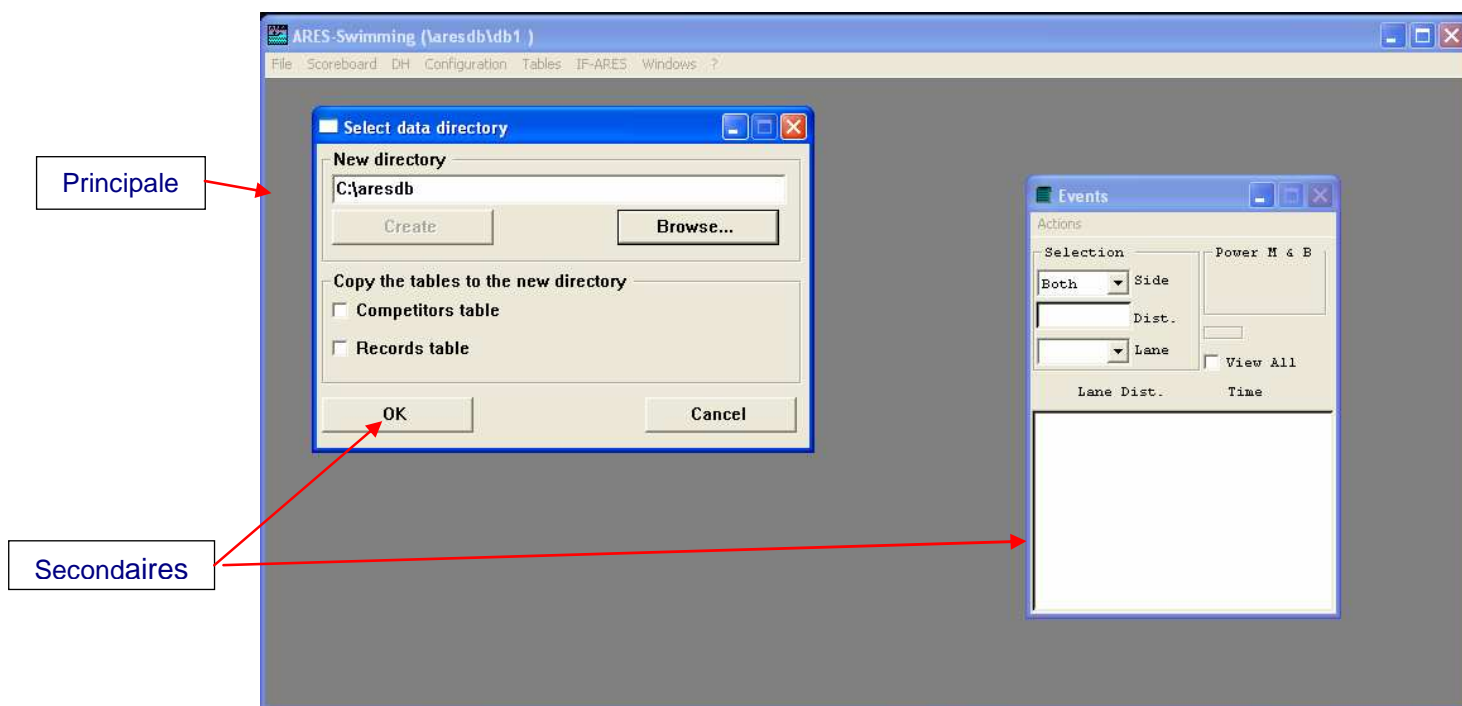 ARES-Swimming (\aresdb\db1 )
File Scoreboard DH Configuration Tables IF-ARES Windows ?
Principale
Select data directory
New directory
C:\aresdb
Create Browse...
Copy the tables to the new directory
Competitors table
Records table
OK Cancel
Events
Actions
Selection Power M & B
Both Side
Dist.
Lane
View All
Lane Dist. Time
Secondaires